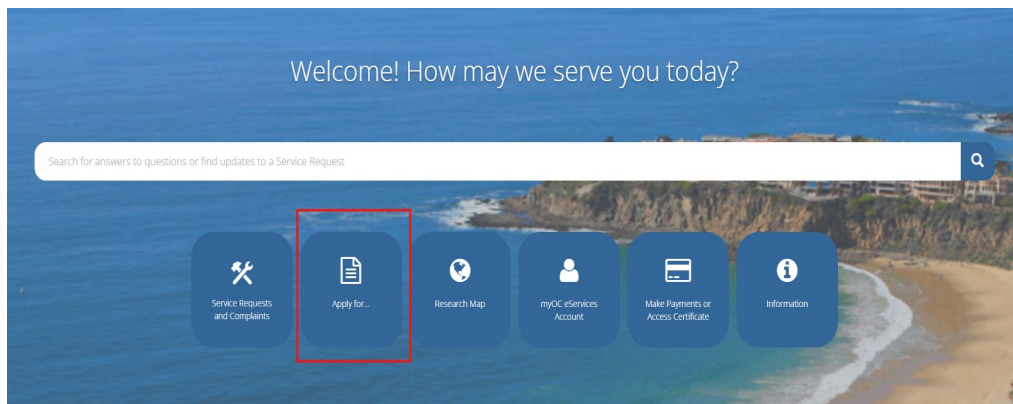 Welcome! How may we serve you today?
Search for answers to questions or find updates to a Service Request
Service Requests
and Complaints
Apply for...
Research Map
myOC eServices
Account
Make Payments or
Access Certificate
Information